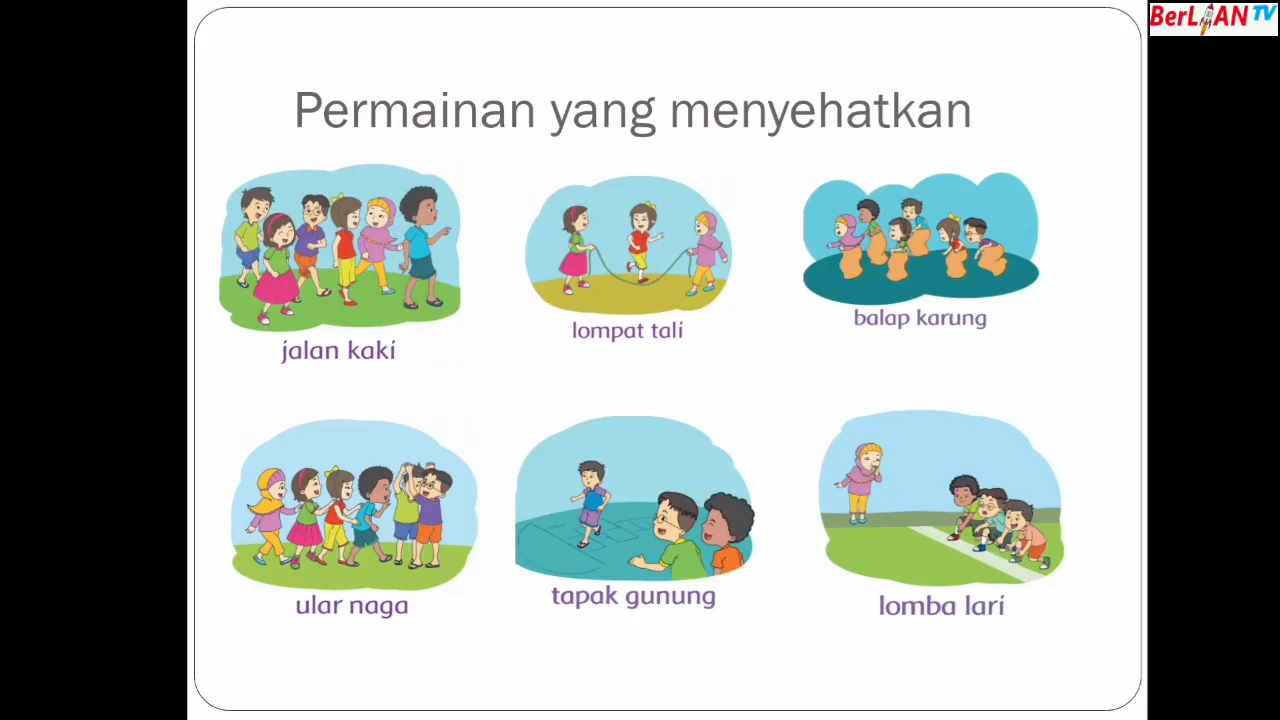 BerLIAN TV
Permainan yang menyehatkan
jalan kaki
lompat tali
balap karung
ular naga
tapak gunung
lomba lari